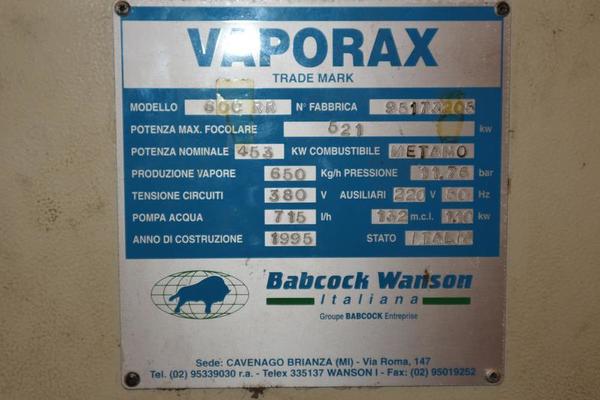 VAPORAX
TRADE MARK
MODELLO RR N° FABBRICA
POTENZA MAX. FOCOLARE 521 kw
POTENZA NOMINALE 453 KW COMBUSTIBILE METANO
PRODUZIONE VAPORE 650 Kg/h PRESSIONE 11.76 bar
TENSIONE CIRCUITI 380 V AUSILIARI 220 V 50 Hz
POMPA ACQUA 715 l/h 132 m.c.l. kw
ANNO DI COSTRUZIONE 1995 STATO ITALIA
Babcock Wanson
Italiana
Groupe BABCOCK Entreprise
Sede: CAVENAGO BRIANZA (MI) - Via Roma, 147
Tel. (02) 95339030 r.a. - Telex 335137 WANSON I - Fax: (02) 95019252